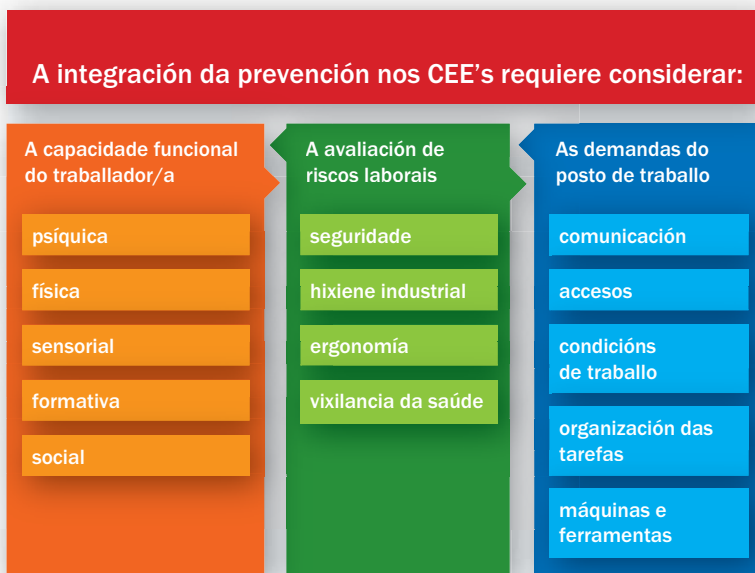 A integración da prevención nos CEE's requiere considerar:
A capacidade funcional
do traballador/a
psíquica
física
sensorial
formativa
social
A avaliación de
riscos laborais
seguridade
hixiene industrial
ergonomía
vixilancia da saúde
As demandas do
posto de traballo
comunicación
accesos
condicións
de traballo
organización das
tarefas
máquinas e
ferramentas